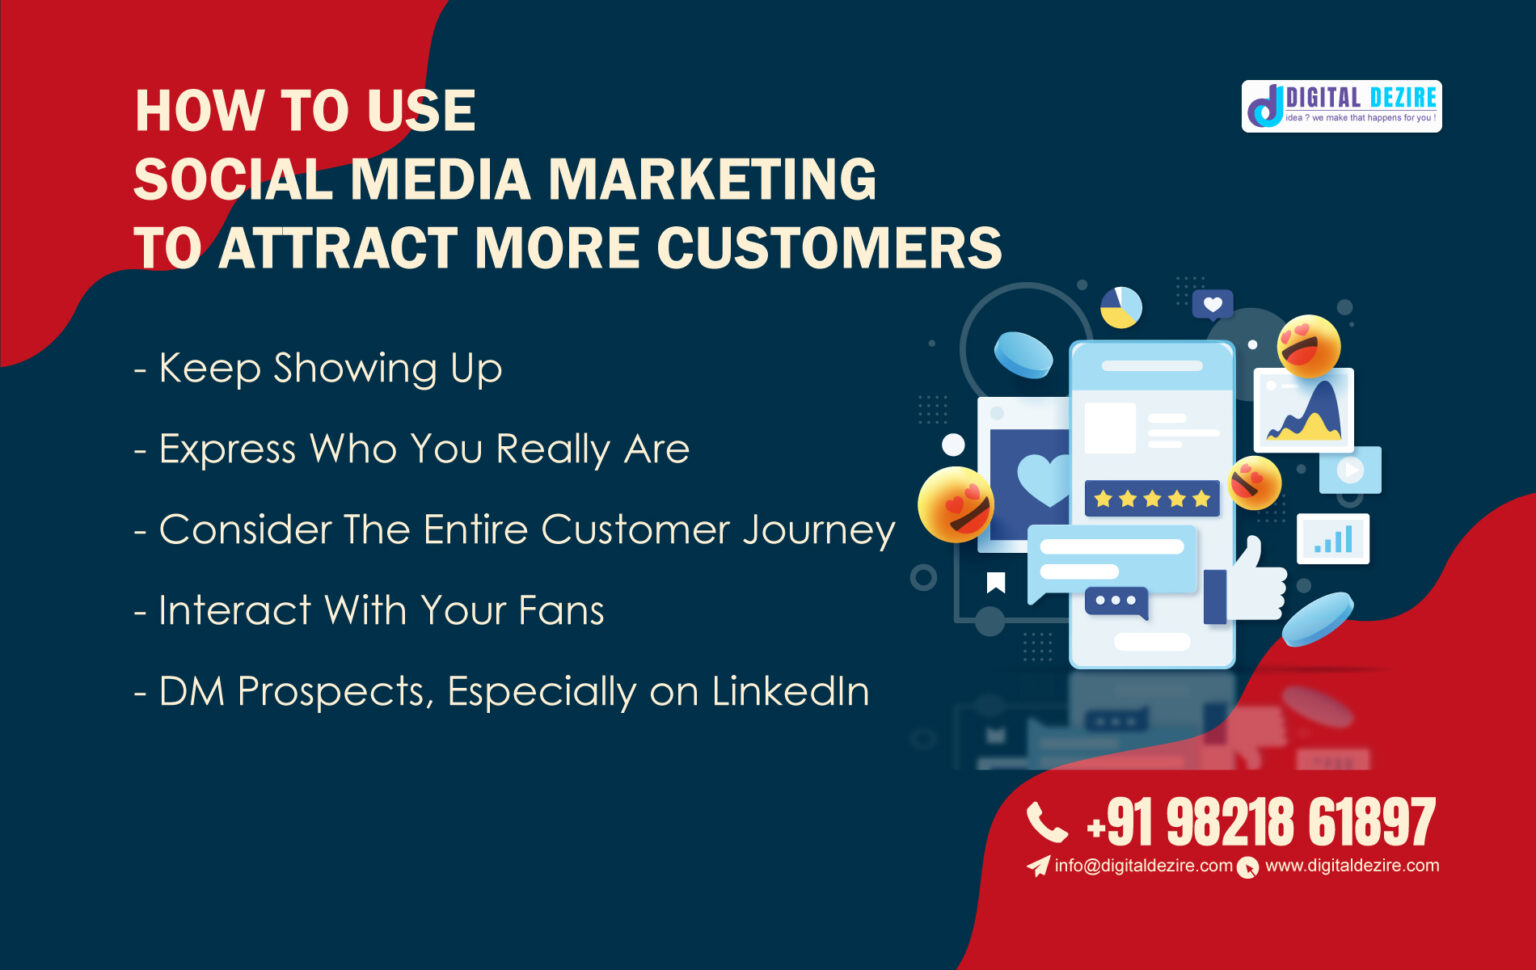 HOW TO USE
SOCIAL MEDIA MARKETING
TO ATTRACT MORE CUSTOMERS
DIGITAL DEZIRE
idea ? we make that happens for you !
- Keep Showing Up
- Express Who You Really Are
- Consider The Entire Customer Journey
- Interact With Your Fans
- DM Prospects, Especially on LinkedIn
+91 98218 61897
info@digitaldezire.com www.digitaldezire.com